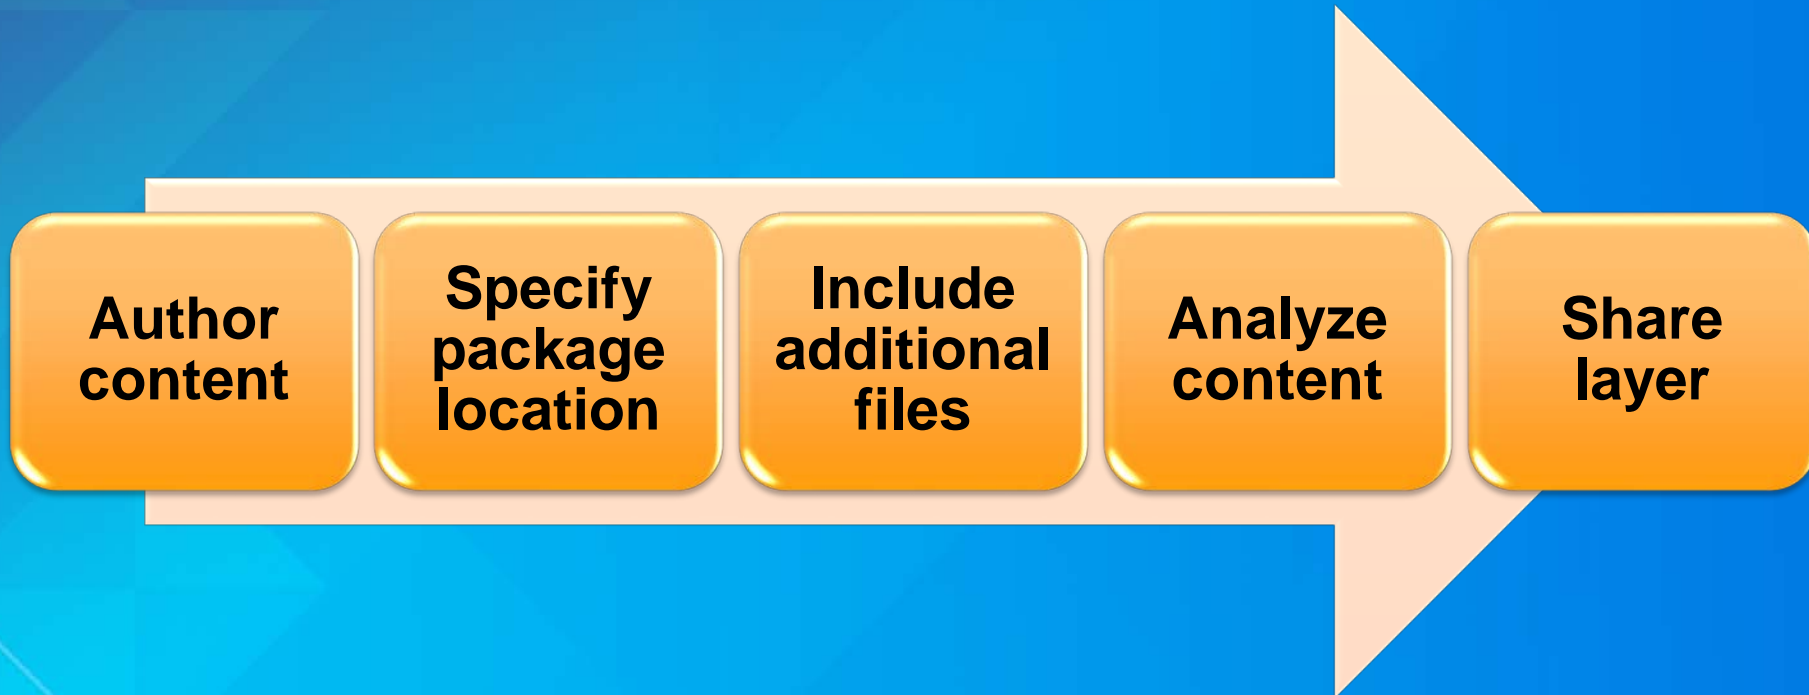 Author
content
Specify
package
location
Include
additional
files
Analyze
content
Share
layer